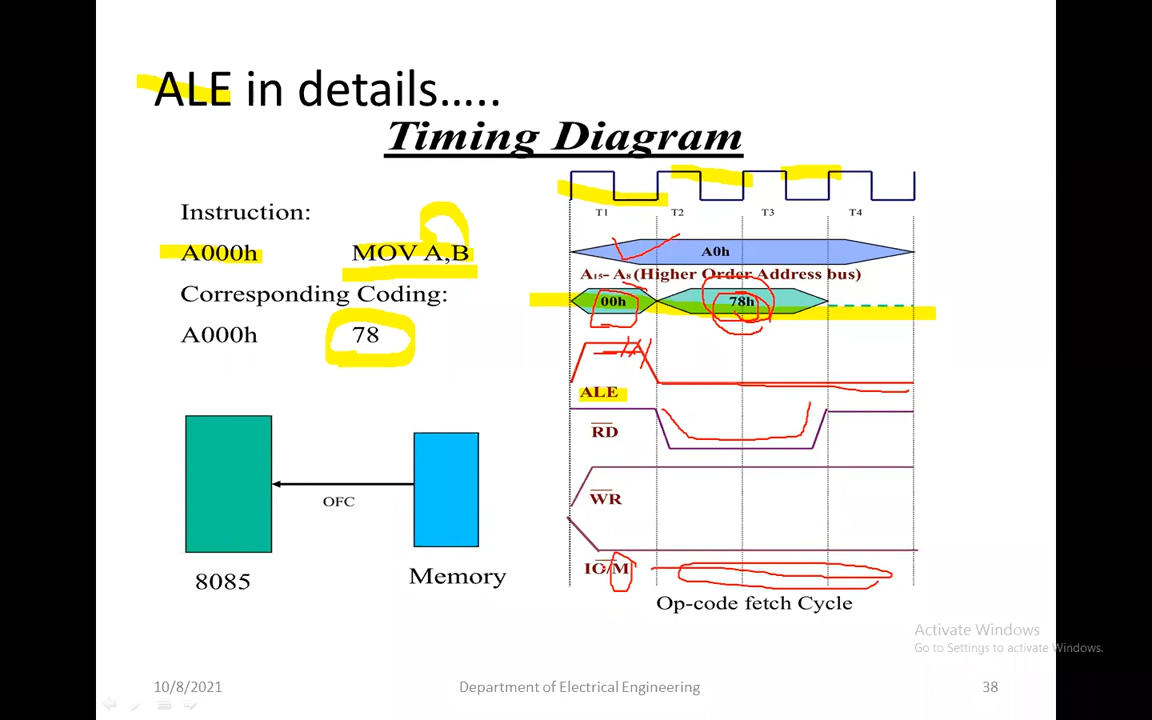 ALE in details…..
Timing Diagram
Instruction:
A000h MOV A,B
Corresponding Coding:
A000h 78
8085
OFC
Memory
T1 T2 T3 T4
A0h
A15- A8 (Higher Order Address bus)
00h 78h
ALE
RD
WR
IO/M
Op-code fetch Cycle
Activate Windows
Go to Settings to activate Windows.
10/8/2021 Department of Electrical Engineering 38